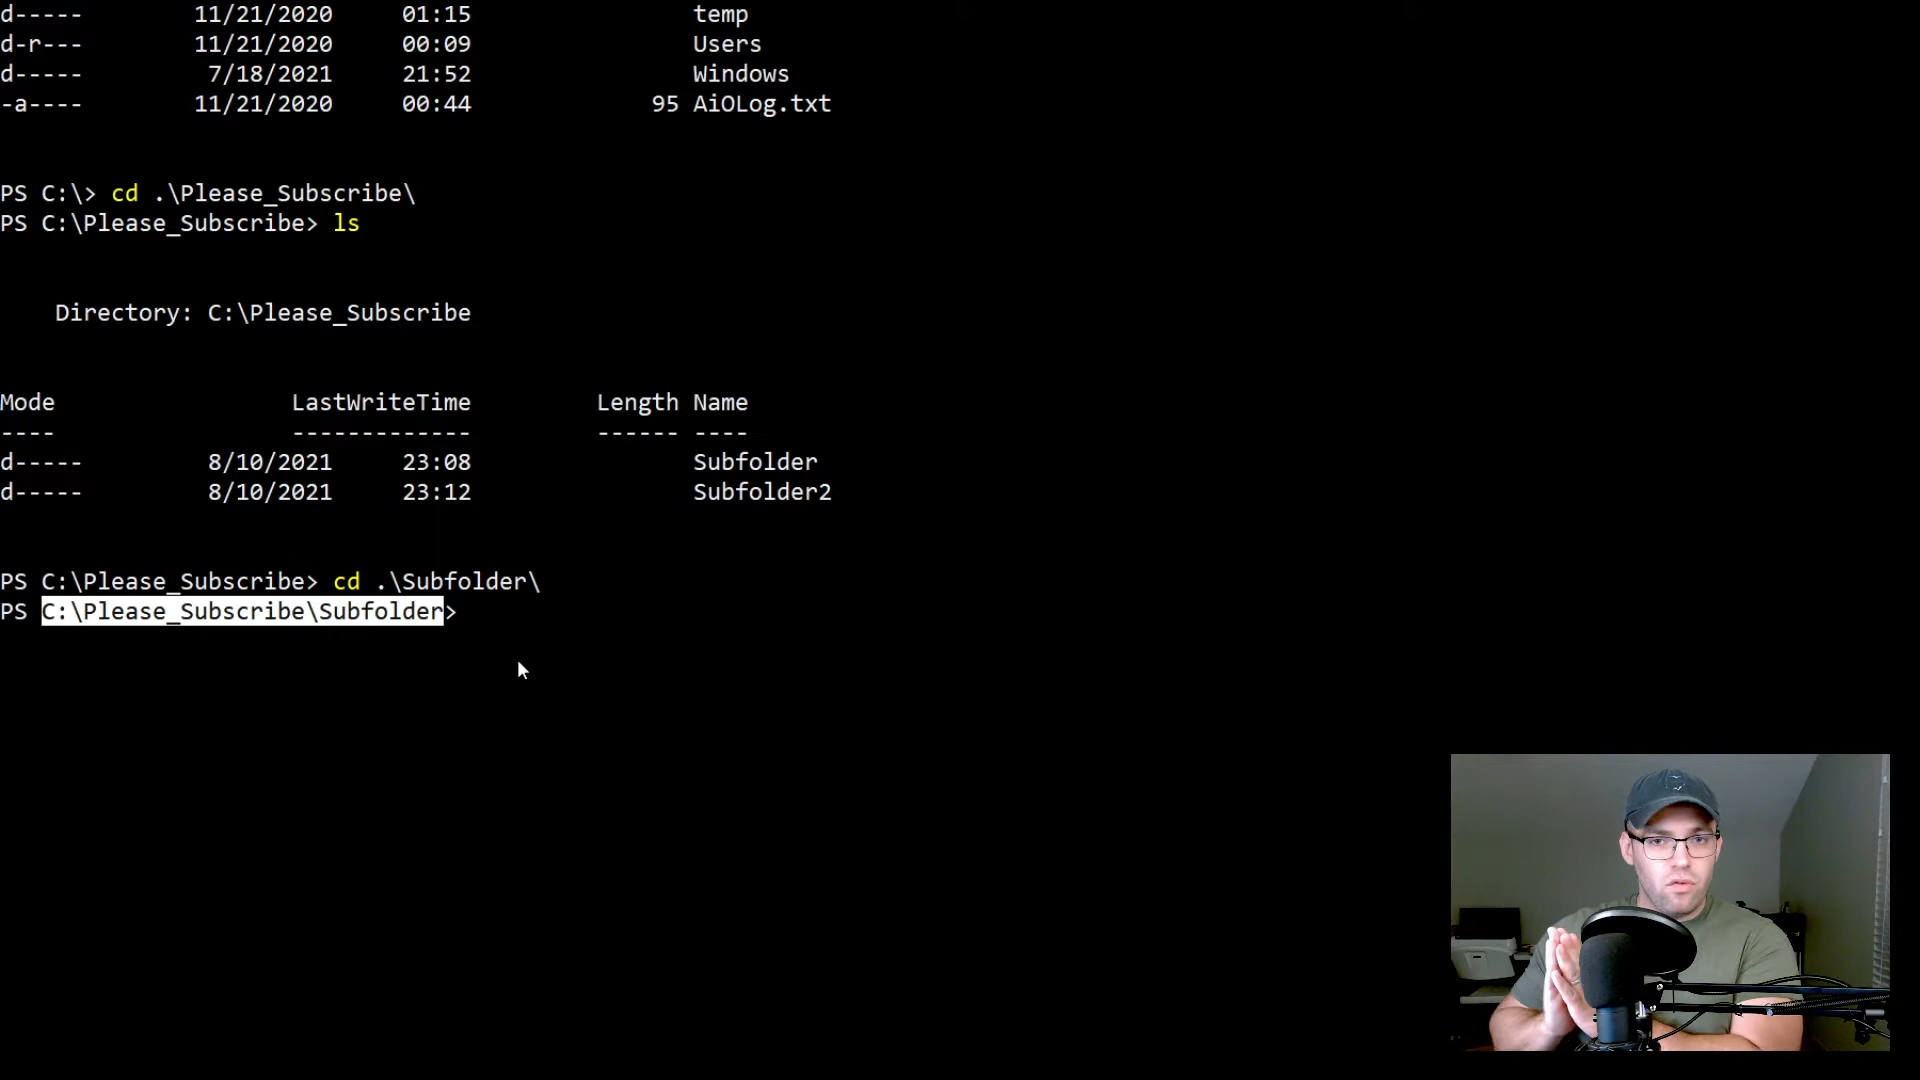 d----- 11/21/2020 01:15 temp
d-r--- 11/21/2020 00:09 Users
d----- 7/18/2021 21:52 Windows
-a---- 11/21/2020 00:44 95 AiOLog.txt
PS C:\> cd .\Please_Subscribe\
PS C:\Please_Subscribe> ls
Directory: C:\Please_Subscribe
Mode LastWriteTime Length Name
---- ------------- ------ ----
d----- 8/10/2021 23:08 Subfolder
d----- 8/10/2021 23:12 Subfolder2
PS C:\Please_Subscribe> cd .\Subfolder\
PS C:\Please_Subscribe\Subfolder>